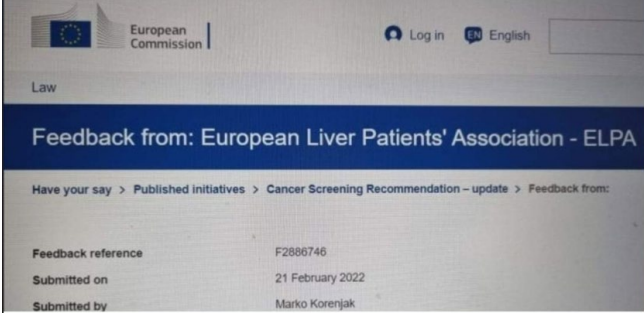 European
Commission
Log in
EN English
Law
Feedback from: European Liver Patients' Association - ELPA
Have your say > Published initiatives > Cancer Screening Recommendation – update > Feedback from:
Feedback reference F2886746
Submitted on 21 February 2022
Submitted by Marko Korenjak